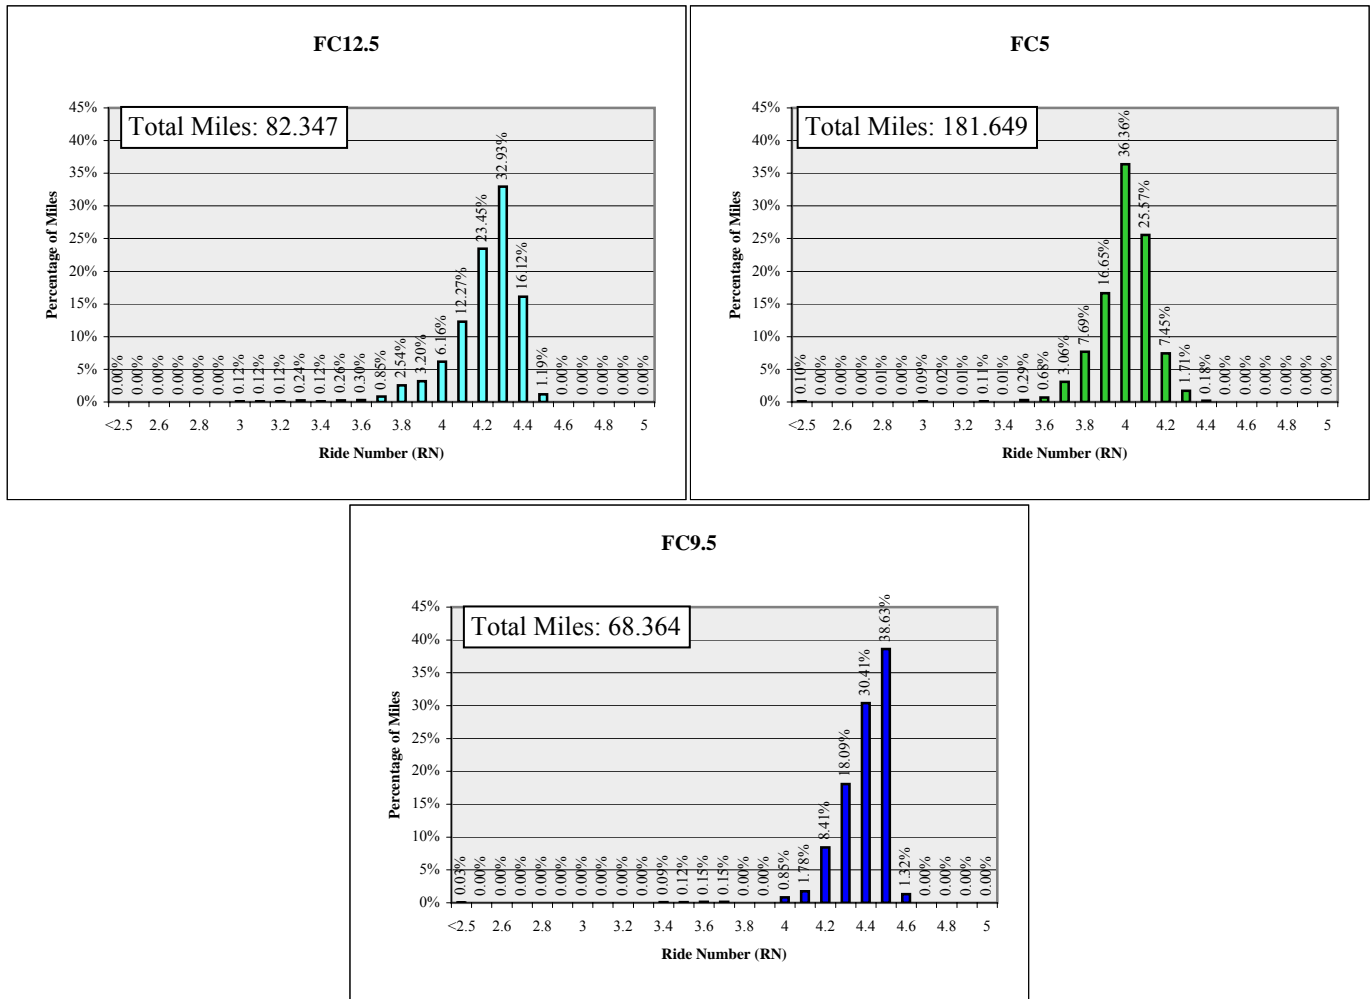 FC12.5
Total Miles: 82.347
Percentage of Miles
45%
40%
35%
30%
25%
20%
15%
10%
5%
0%
0.00% 0.00% 0.00% 0.00% 0.00% 0.00% 0.12% 0.12% 0.12% 0.24% 0.12% 0.26% 0.30% 0.85% 2.54% 3.20% 6.16% 12.27% 23.45% 32.93% 16.12% 1.19% 0.00% 0.00% 0.00% 0.00% 0.00%
<2.5 2.6 2.8 3 3.2 3.4 3.6 3.8 4 4.2 4.4 4.6 4.8 5
Ride Number (RN)
FC5
Total Miles: 181.649
Percentage of Miles
45%
40%
35%
30%
25%
20%
15%
10%
5%
0%
0.10% 0.00% 0.00% 0.00% 0.01% 0.00% 0.09% 0.02% 0.01% 0.11% 0.01% 0.29% 0.68% 3.06% 7.69% 16.65% 36.36% 25.57% 7.45% 1.71% 0.18% 0.00% 0.00% 0.00% 0.00% 0.00% 0.00%
<2.5 2.6 2.8 3 3.2 3.4 3.6 3.8 4 4.2 4.4 4.6 4.8 5
Ride Number (RN)
FC9.5
Total Miles: 68.364
Percentage of Miles
45%
40%
35%
30%
25%
20%
15%
10%
5%
0%
0.03% 0.00% 0.00% 0.00% 0.00% 0.00% 0.00% 0.00% 0.00% 0.00% 0.09% 0.12% 0.15% 0.15% 0.00% 0.00% 0.85% 1.78% 8.41% 18.09% 30.41% 38.63% 1.32% 0.00% 0.00% 0.00% 0.00%
<2.5 2.6 2.8 3 3.2 3.4 3.6 3.8 4 4.2 4.4 4.6 4.8 5
Ride Number (RN)